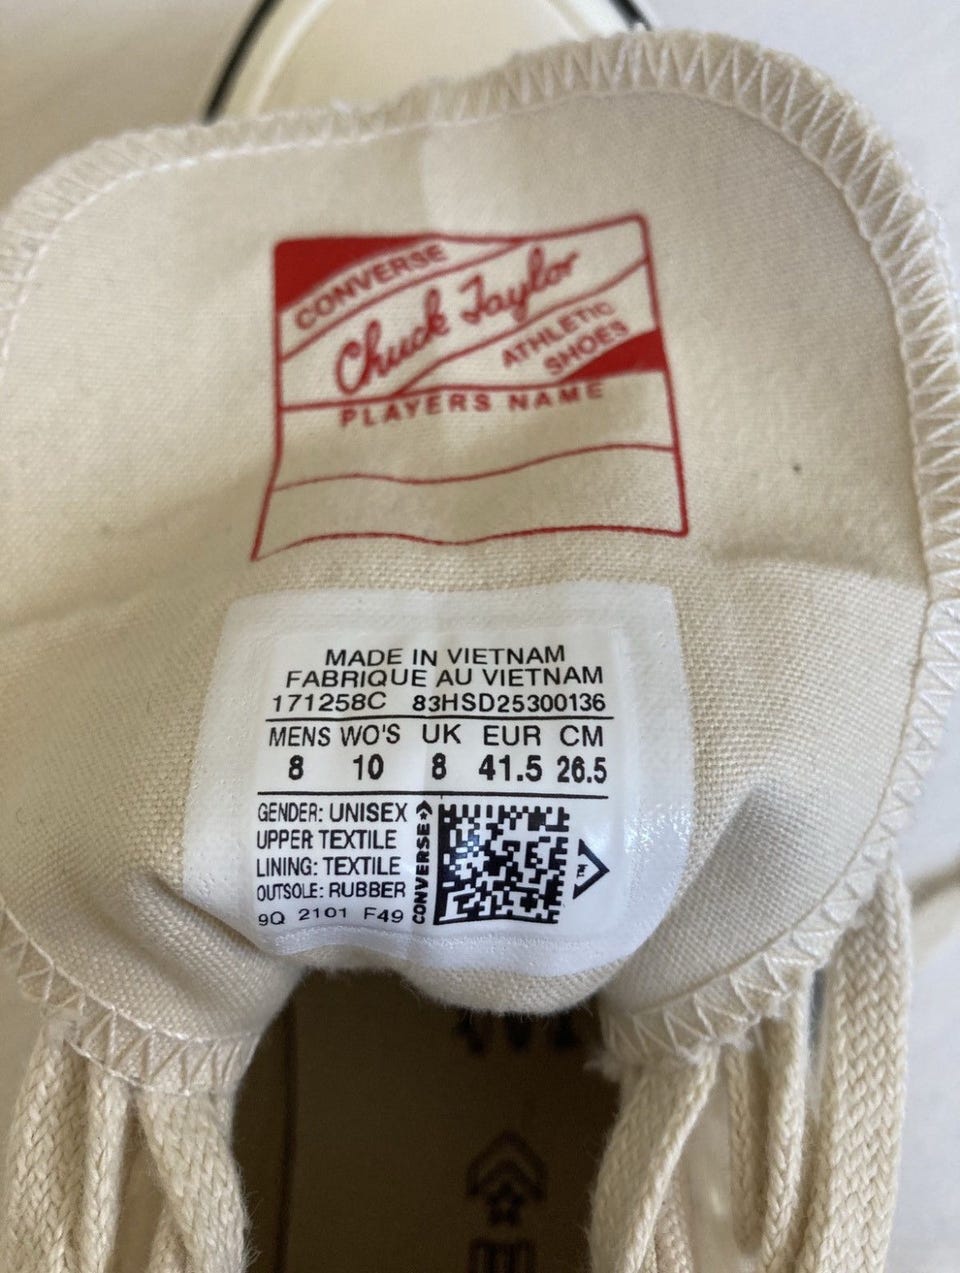 CONVERSE
Chuck Taylor
ATHLETIC
SHOES
PLAYERS NAME
MADE IN VIETNAM
FABRIQUE AU VIETNAM
171258C 83HSD25300136
MENS WO'S UK EUR CM
8 10 8 41.5 26.5
GENDER: UNISEX
UPPER TEXTILE
LINING: TEXTILE
OUTSOLE: RUBBER
9Q 2101 F49
CONVERSE
TM